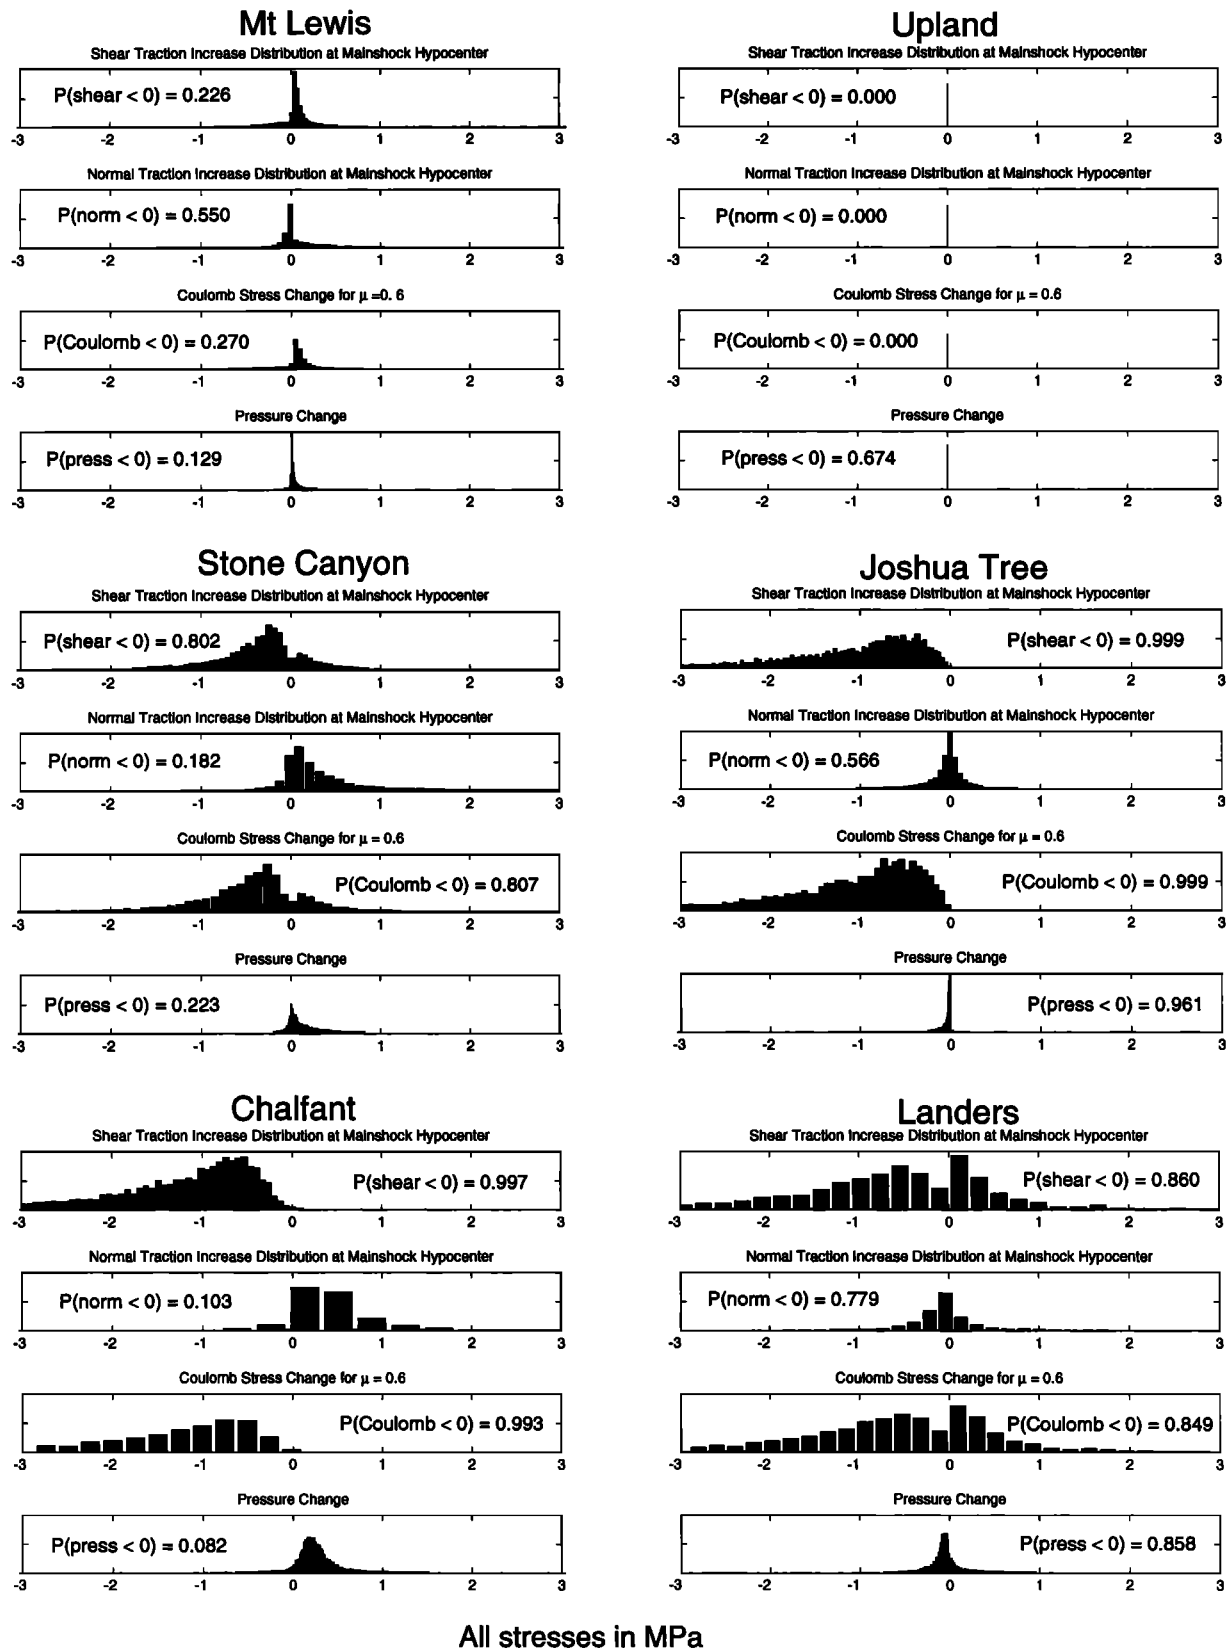 Mt Lewis
Shear Traction Increase Distribution at Mainshock Hypocenter
P(shear < 0) = 0.226
-3 -2 -1 0 1 2 3
Normal Traction Increase Distribution at Mainshock Hypocenter
P(norm < 0) = 0.550
-3 -2 -1 0 1 2 3
Coulomb Stress Change for μ =0. 6
P(Coulomb < 0) = 0.270
-3 -2 -1 0 1 2 3
Pressure Change
P(press < 0) = 0.129
-3 -2 -1 0 1 2 3
Upland
Shear Traction Increase Distribution at Mainshock Hypocenter
P(shear < 0) = 0.000
-3 -2 -1 0 1 2 3
Normal Traction Increase Distribution at Mainshock Hypocenter
P(norm < 0) = 0.000
-3 -2 -1 0 1 2 3
Coulomb Stress Change for μ = 0.6
P(Coulomb < 0) = 0.000
-3 -2 -1 0 1 2 3
Pressure Change
P(press < 0) = 0.674
-3 -2 -1 0 1 2 3
Stone Canyon
Shear Traction Increase Distribution at Mainshock Hypocenter
P(shear < 0) = 0.802
-3 -2 -1 0 1 2 3
Normal Traction Increase Distribution at Mainshock Hypocenter
P(norm < 0) = 0.182
-3 -2 -1 0 1 2 3
Coulomb Stress Change for μ = 0.6
P(Coulomb < 0) = 0.807
-3 -2 -1 0 1 2 3
Pressure Change
P(press < 0) = 0.223
-3 -2 -1 0 1 2 3
Joshua Tree
Shear Traction Increase Distribution at Mainshock Hypocenter
P(shear < 0) = 0.999
-3 -2 -1 0 1 2 3
Normal Traction Increase Distribution at Mainshock Hypocenter
P(norm < 0) = 0.566
-3 -2 -1 0 1 2 3
Coulomb Stress Change for μ = 0.6
P(Coulomb < 0) = 0.999
-3 -2 -1 0 1 2 3
Pressure Change
P(press < 0) = 0.961
-3 -2 -1 0 1 2 3
Chalfant
Shear Traction Increase Distribution at Mainshock Hypocenter
P(shear < 0) = 0.997
-3 -2 -1 0 1 2 3
Normal Traction Increase Distribution at Mainshock Hypocenter
P(norm < 0) = 0.103
-3 -2 -1 0 1 2 3
Coulomb Stress Change for μ = 0.6
P(Coulomb < 0) = 0.993
-3 -2 -1 0 1 2 3
Pressure Change
P(press < 0) = 0.082
-3 -2 -1 0 1 2 3
Landers
Shear Traction Increase Distribution at Mainshock Hypocenter
P(shear < 0) = 0.860
-3 -2 -1 0 1 2 3
Normal Traction Increase Distribution at Mainshock Hypocenter
P(norm < 0) = 0.779
-3 -2 -1 0 1 2 3
Coulomb Stress Change for μ = 0.6
P(Coulomb < 0) = 0.849
-3 -2 -1 0 1 2 3
Pressure Change
P(press < 0) = 0.858
-3 -2 -1 0 1 2 3
All stresses in MPa